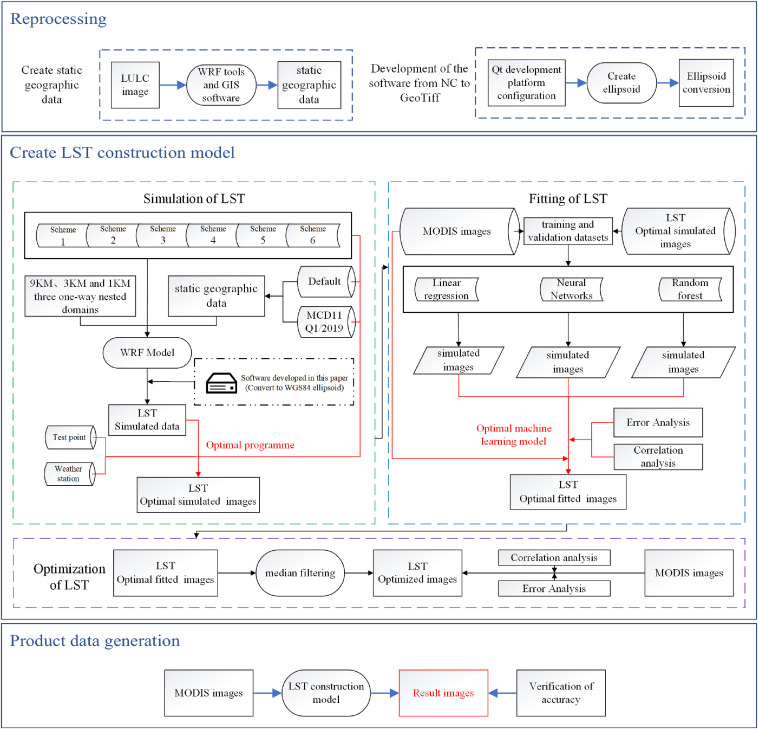 Reprocessing
Create static
geographic
data
LULC
image
WRF tools
and GIS
software
static
geographic
data
Development of the
software from NC to
GeoTiff
Qt development
platform
configuration
Create
ellipsoid
Ellipsoid
conversion
Create LST construction model
Simulation of LST
Scheme
1
Scheme
2
Scheme
3
Scheme
4
Scheme
5
Scheme
6
9KM、3KM and 1KM
three one-way nested
domains
static geographic
data
Default
MCD11
Q1/2019
WRF Model
Software developed in this paper
(Convert to WGS84 ellipsoid)
LST
Simulated data
Test point
Weather
station
Optimal programme
LST
Optimal simulated images
Fitting of LST
MODIS images
training and
validation datasets
LST
Optimal simulated
images
Linear
regression
Neural
Networks
Random
forest
simulated
images
simulated
images
simulated
images
Optimal machine
learning model
Error Analysis
Correlation
analysis
LST
Optimal fitted images
Optimization
of LST
LST
Optimal fitted images
median filtering
LST
Optimized images
Correlation analysis
Error Analysis
MODIS images
Product data generation
MODIS images
LST construction
model
Result images
Verification of
accuracy